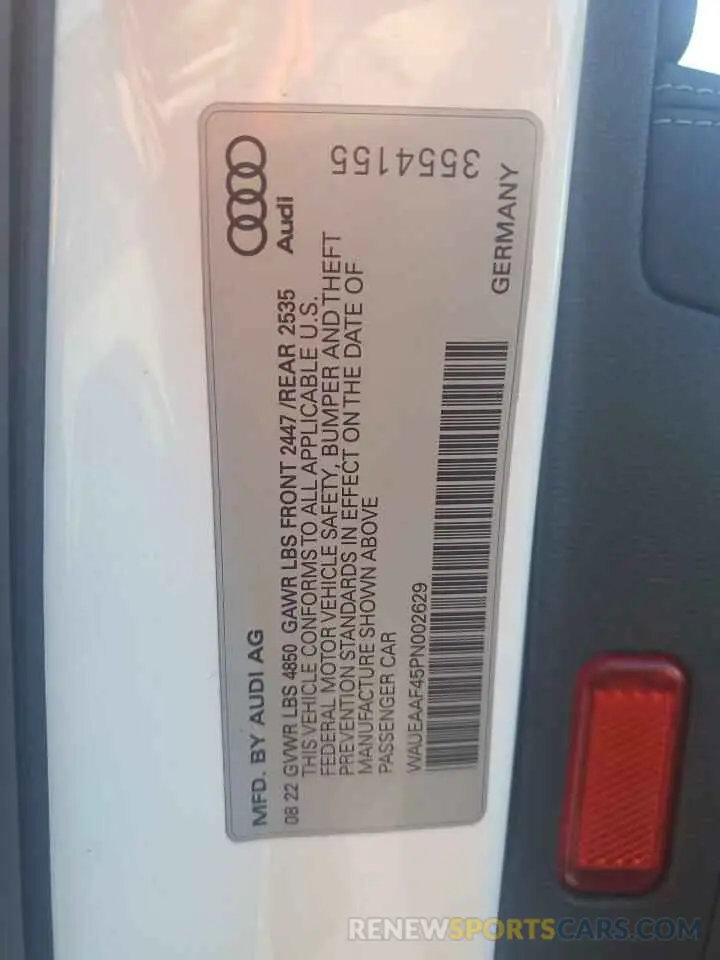 MFD. BY AUDI AG
Audi
08 22 GVWR LBS 4850 GAWR LBS FRONT 2447 /REAR 2535
THIS VEHICLE CONFORMS TO ALL APPLICABLE U.S.
FEDERAL MOTOR VEHICLE SAFETY, BUMPER AND THEFT
PREVENTION STANDARDS IN EFFECT ON THE DATE OF
MANUFACTURE SHOWN ABOVE
PASSENGER CAR
3554155
WAUEAAF45PN002629
GERMANY
RENEWSPORTSCARS.COM